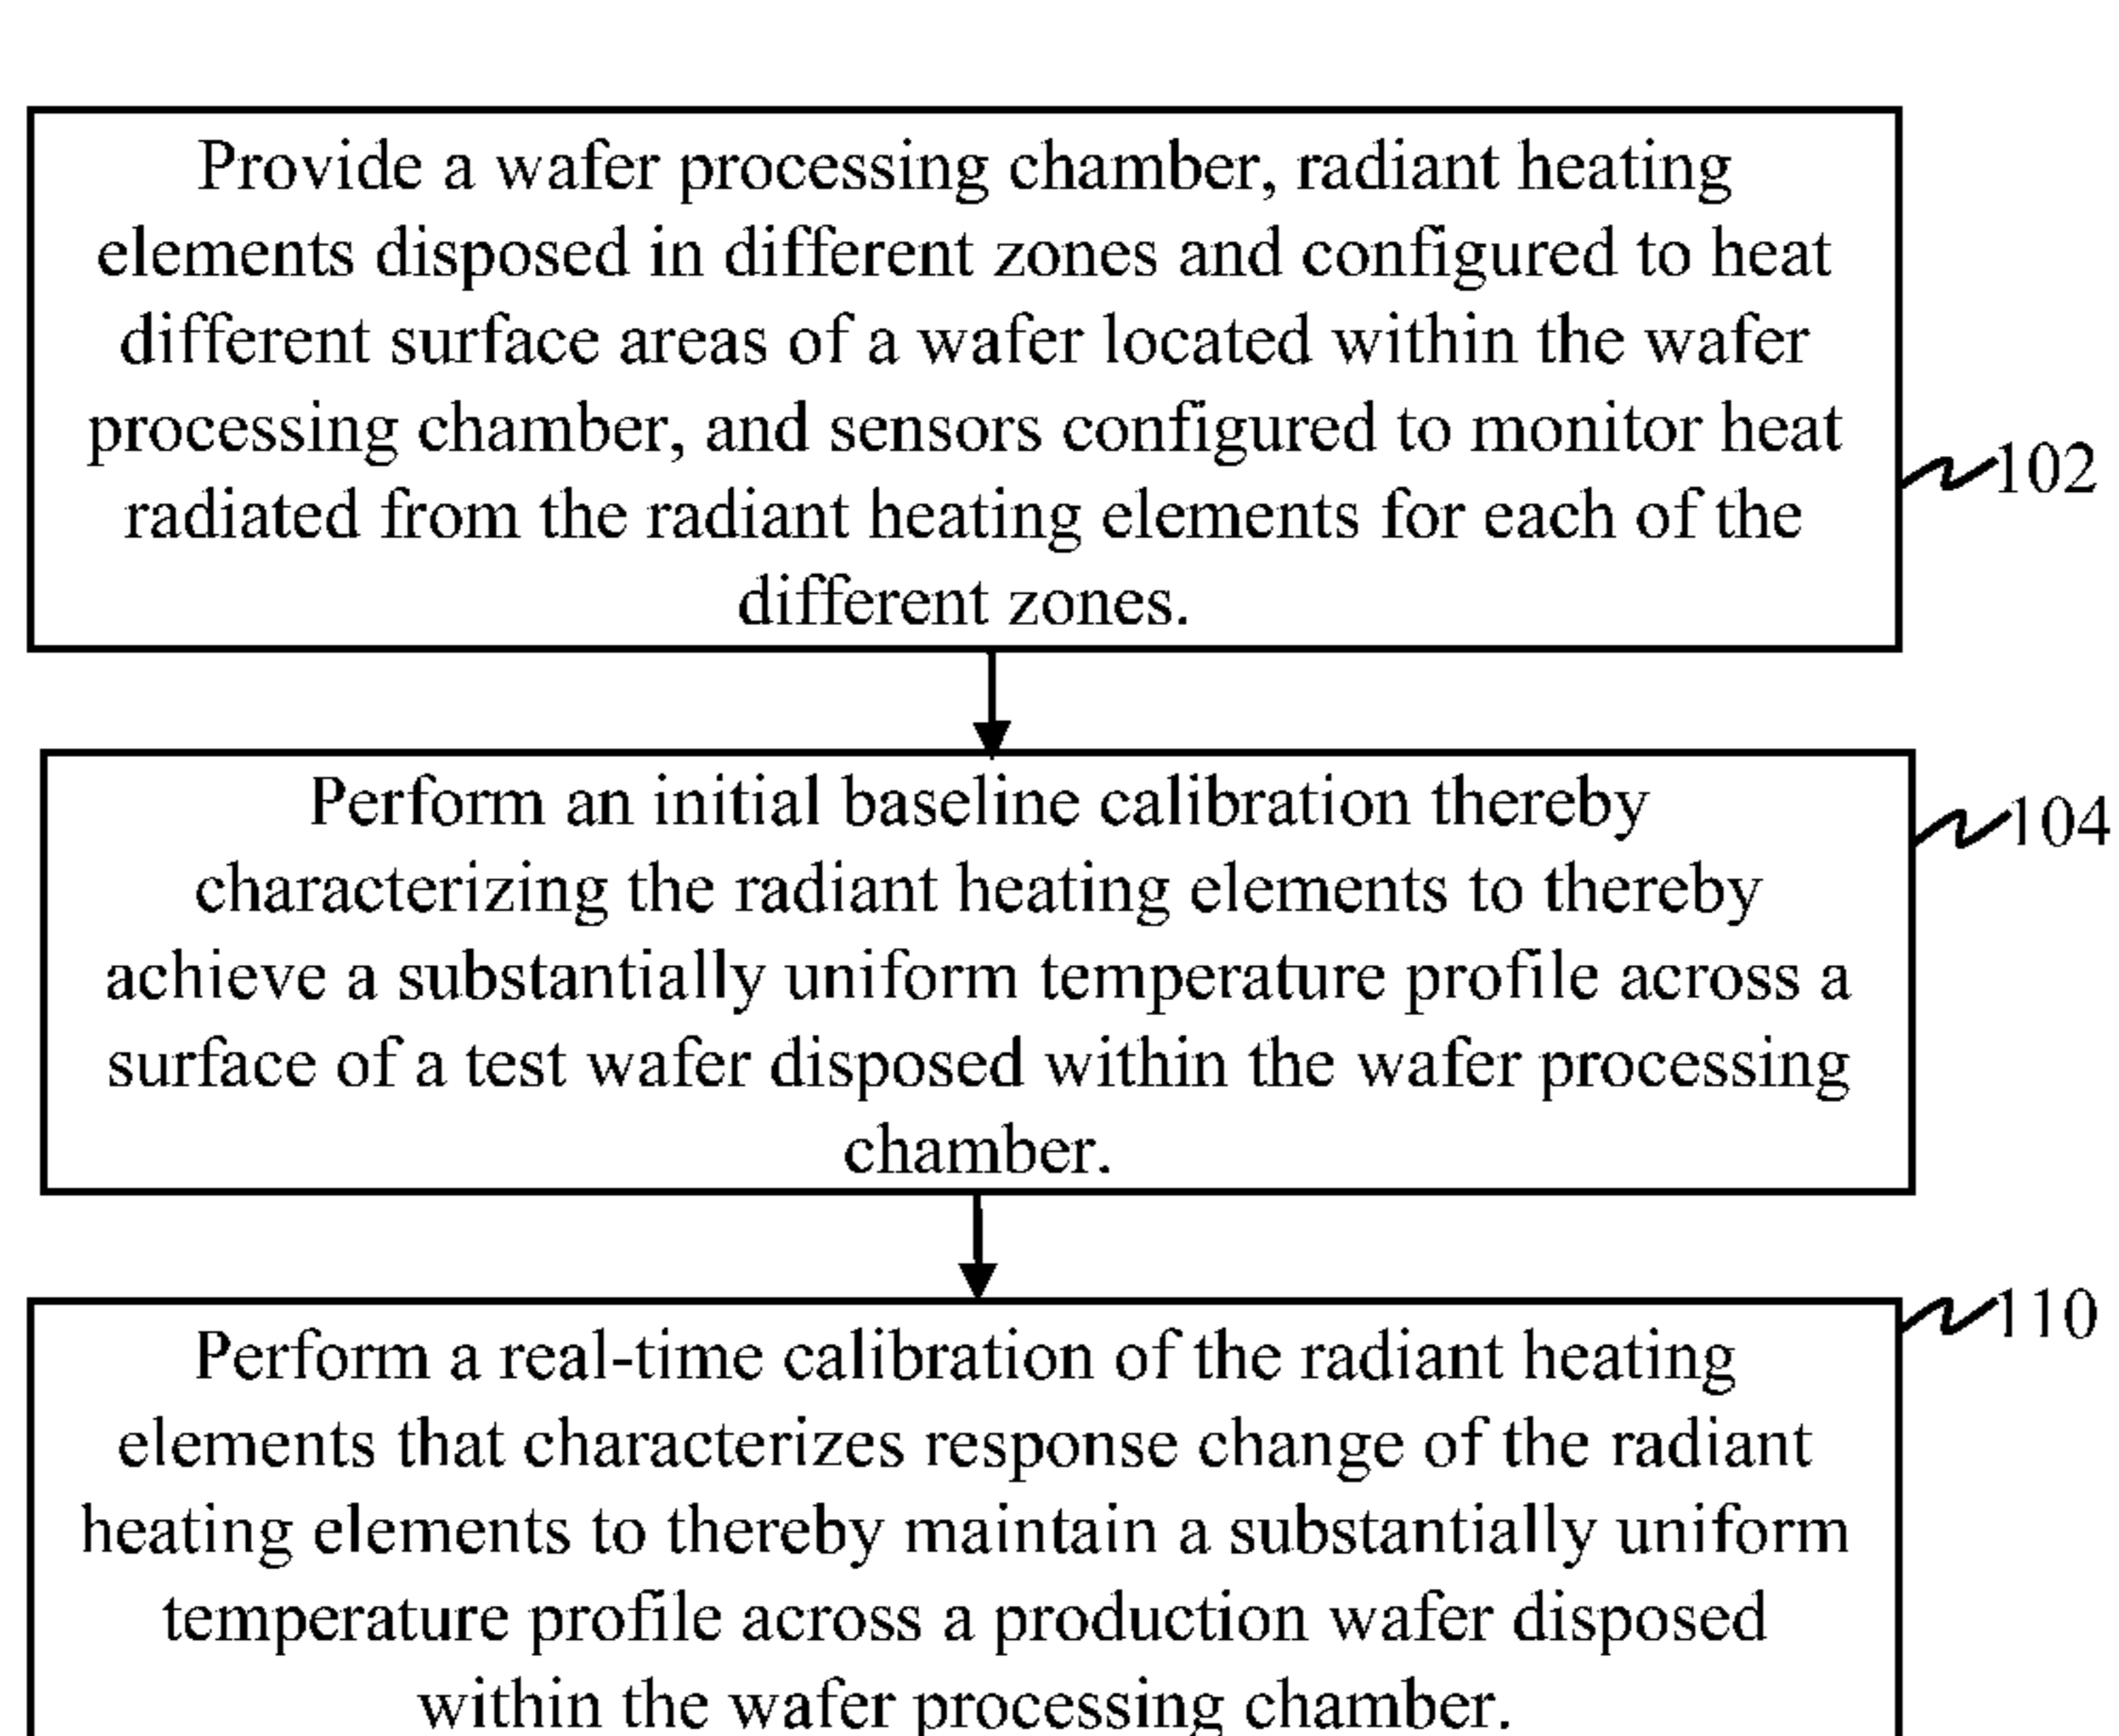 Provide a wafer processing chamber, radiant heating
elements disposed in different zones and configured to heat
different surface areas of a wafer located within the wafer
processing chamber, and sensors configured to monitor heat
radiated from the radiant heating elements for each of the
different zones.
102
Perform an initial baseline calibration thereby
characterizing the radiant heating elements to thereby
achieve a substantially uniform temperature profile across a
surface of a test wafer disposed within the wafer processing
chamber.
104
Perform a real-time calibration of the radiant heating
elements that characterizes response change of the radiant
heating elements to thereby maintain a substantially uniform
temperature profile across a production wafer disposed
within the wafer processing chamber.
110